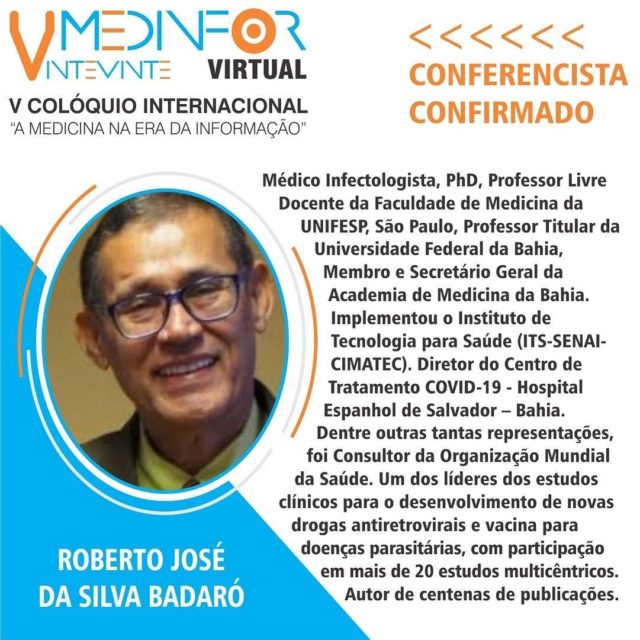 V MEDINFOR
VINTEVINTE VIRTUAL
V COLÓQUIO INTERNACIONAL
“A MEDICINA NA ERA DA INFORMAÇÃO”
<<<<<<
CONFERENCISTA
CONFIRMADO
Médico Infectologista, PhD, Professor Livre
Docente da Faculdade de Medicina da
UNIFESP, São Paulo, Professor Titular da
Universidade Federal da Bahia,
Membro e Secretário Geral da
Academia de Medicina da Bahia.
Implementou o Instituto de
Tecnologia para Saúde (ITS-SENAI-
CIMATEC). Diretor do Centro de
Tratamento COVID-19 - Hospital
Espanhol de Salvador – Bahia.
Dentre outras tantas representações,
foi Consultor da Organização Mundial
da Saúde. Um dos líderes dos estudos
clínicos para o desenvolvimento de novas
drogas antiretrovirais e vacina para
doenças parasitárias, com participação
em mais de 20 estudos multicêntricos.
Autor de centenas de publicações.
ROBERTO JOSÉ
DA SILVA BADARÓ